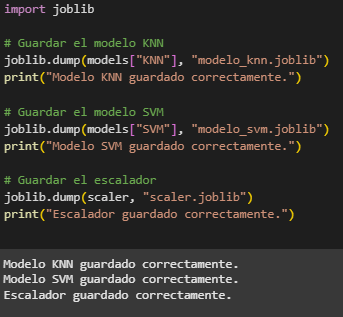 import joblib
# Guardar el modelo KNN
joblib.dump(models["KNN"], "modelo_knn.joblib")
print("Modelo KNN guardado correctamente.")
# Guardar el modelo SVM
joblib.dump(models["SVM"], "modelo_svm.joblib")
print("Modelo SVM guardado correctamente.")
# Guardar el escalador
joblib.dump(scaler, "scaler.joblib")
print("Escalador guardado correctamente.")
Modelo KNN guardado correctamente.
Modelo SVM guardado correctamente.
Escalador guardado correctamente.